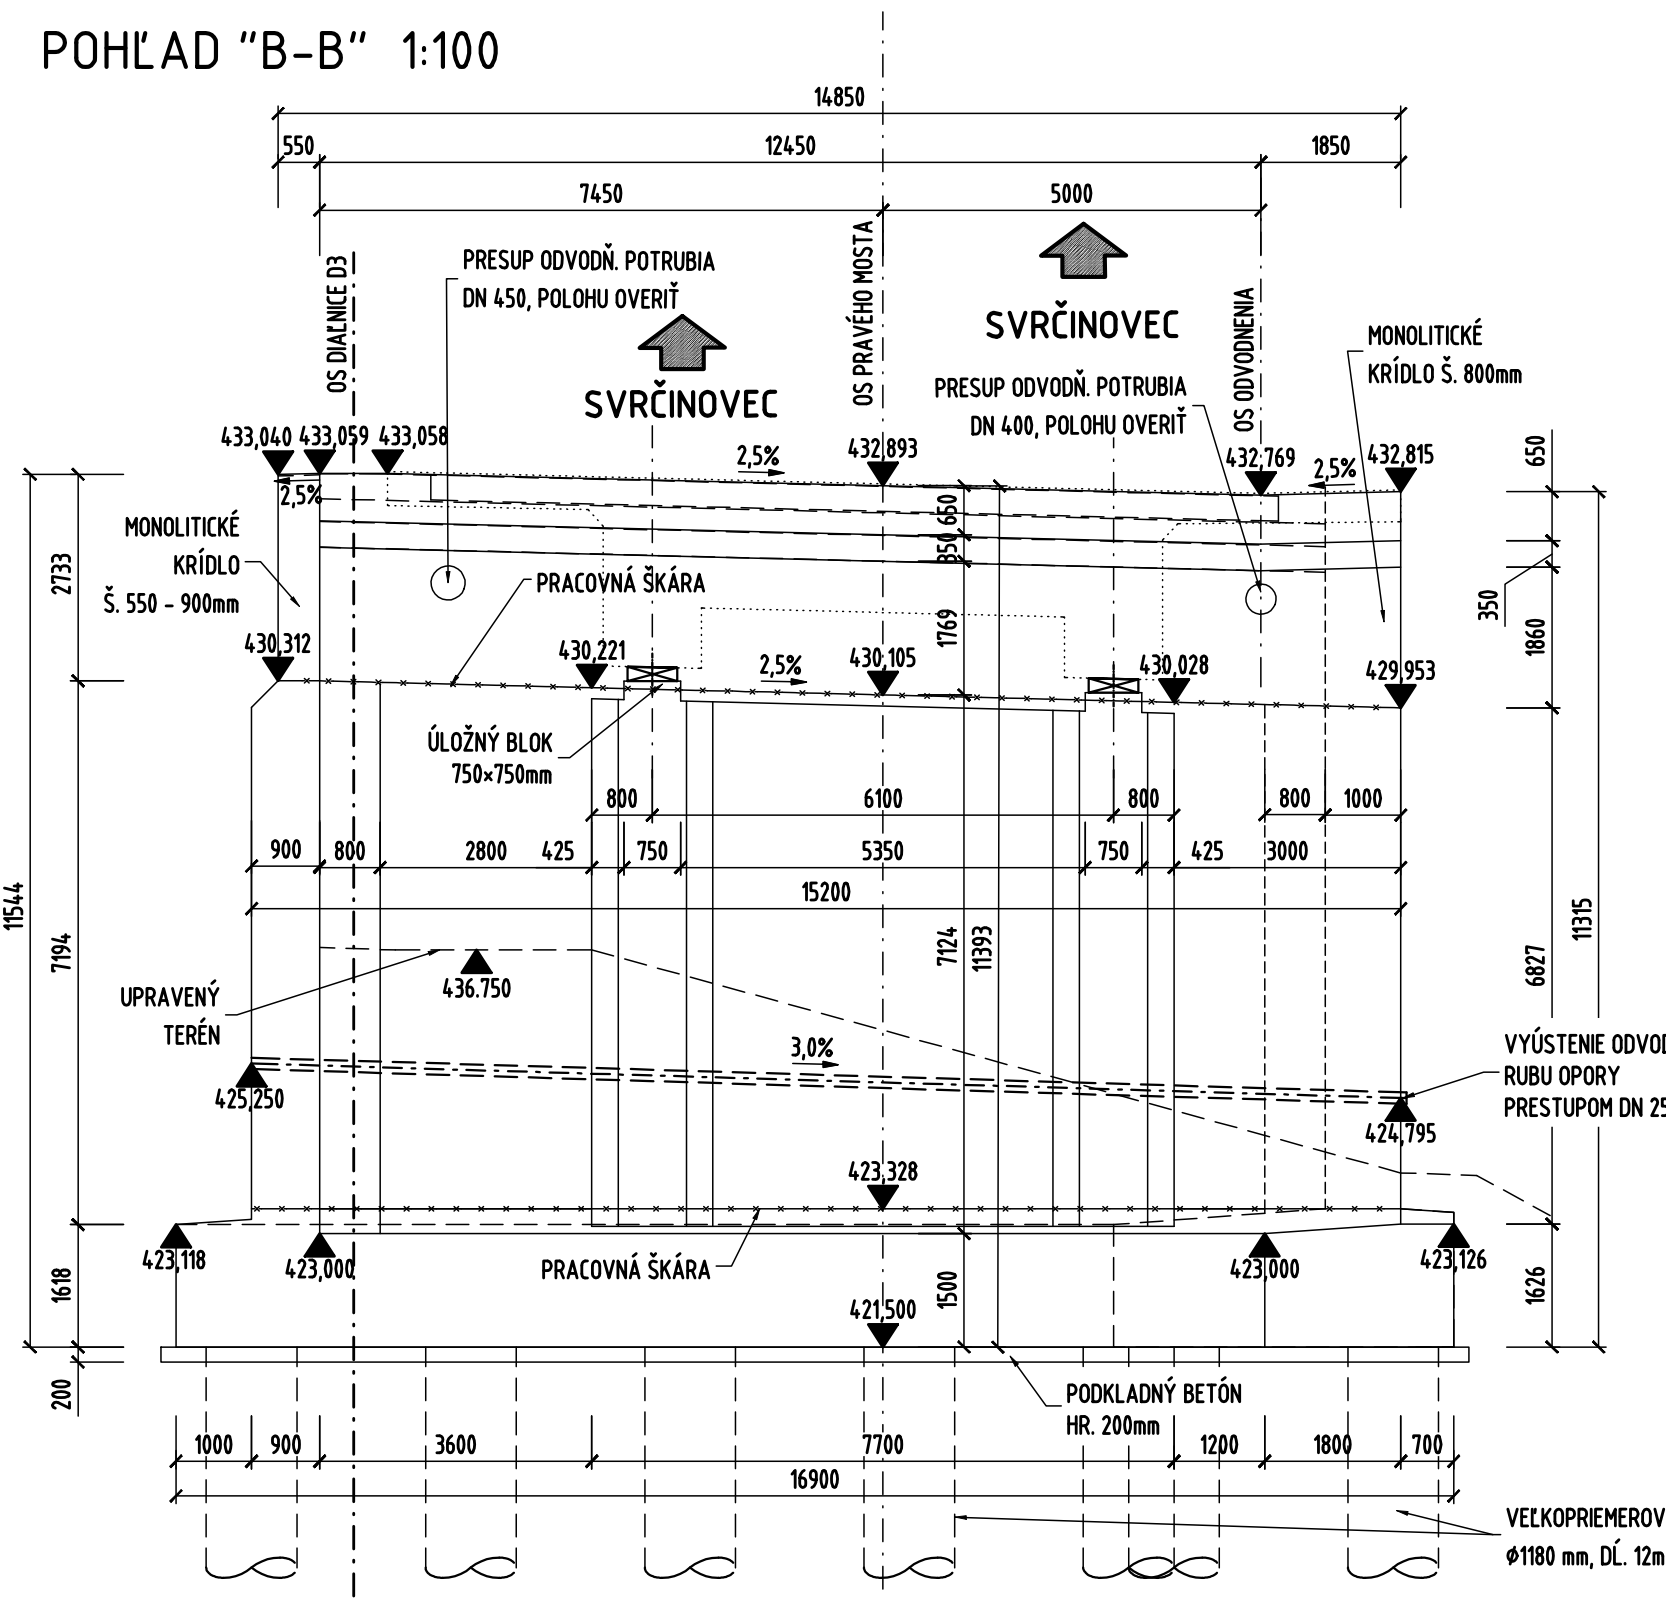 POHĽAD "B-B" 1:100
14850
550
12450
1850
7450
5000
OS DIAĽNICE D3
PRESUP ODVODŇ. POTRUBIA
DN 450, POLOHU OVERIŤ
SVRČINOVEC
OS PRAVÉHO MOSTA
SVRČINOVEC
PRESUP ODVODŇ. POTRUBIA
DN 400, POLOHU OVERIŤ
OS ODVODNENIA
MONOLITICKÉ
KRÍDLO Š. 800mm
433,040
433,059
433,058
432,893
432,769
432,815
2,5%
2,5%
2,5%
650
650
350
350
MONOLITICKÉ
KRÍDLO
Š. 550 - 900mm
PRACOVNÁ ŠKÁRA
2733
1769
1860
430,312
430,221
430,105
430,028
429,953
2,5%
ÚLOŽNÝ BLOK
750×750mm
800
6100
800
800
1000
900
800
2800
425
750
5350
750
425
3000
15200
11544
7194
7124
11393
6827
11315
436.750
UPRAVENÝ
TERÉN
3,0%
425,250
424,795
VYÚSTENIE ODVOD
RUBU OPORY
PRESTUPOM DN 25
423,328
423,118
423,000
PRACOVNÁ ŠKÁRA
423,000
423,126
1618
1500
1626
421,500
200
PODKLADNÝ BETÓN
HR. 200mm
1000
900
3600
7700
1200
1800
700
16900
VEĽKOPRIEMEROV
ϕ1180 mm, DĹ. 12m